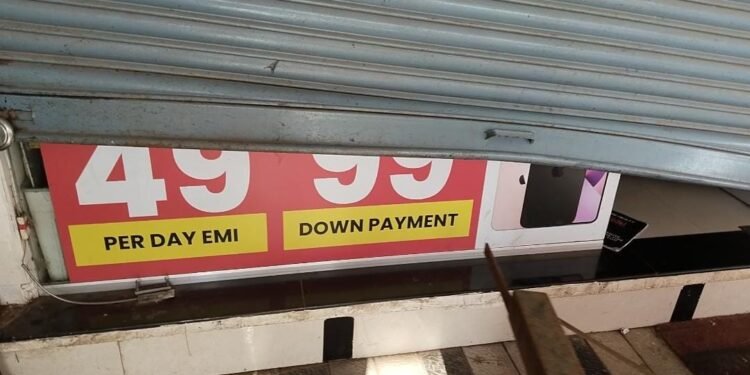 49
PER DAY EMI
99
DOWN PAYMENT